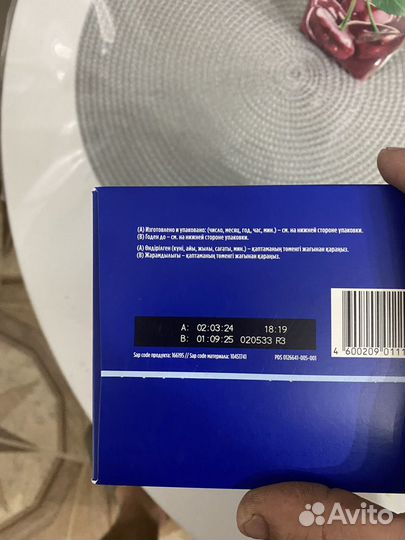 (А) Изготовлено и упаковано: (число, месяц, год, час, мин.) – см. на нижней стороне упаковки.
(В) Годен до – см. на нижней стороне упаковки.
(А) Өндірілген (күні, айы, жылы, сағаты, мин.) – қаптаманың төменгі жағынан қараңыз.
(В) Жарамдылығы – қаптаманың төменгі жағынан қараңыз.
A: 02:03:24 18:19
B: 01:09:25 020533 R3
Sap code продукта: 166195 // Sap code материала: 10451741
PDS 0126641-005-001
4 600209 0111
Avito